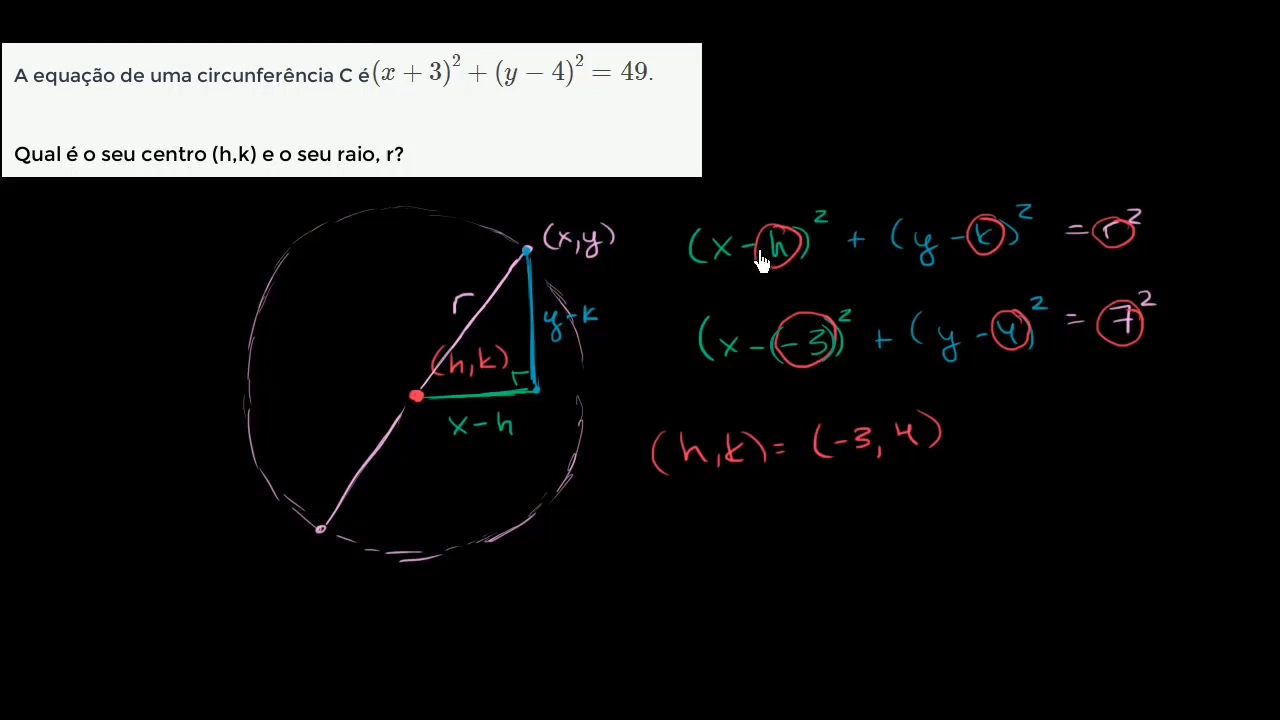 A equação de uma circunferência C é (x + 3)² + (y − 4)² = 49.
Qual é o seu centro (h,k) e o seu raio, r?
(x,y)
(x-h)² + (y-k)² = r²
r
y-k
(x-(-3))² + (y-4)² = 7²
(h,k)
x-h
(h,k)=(-3,4)